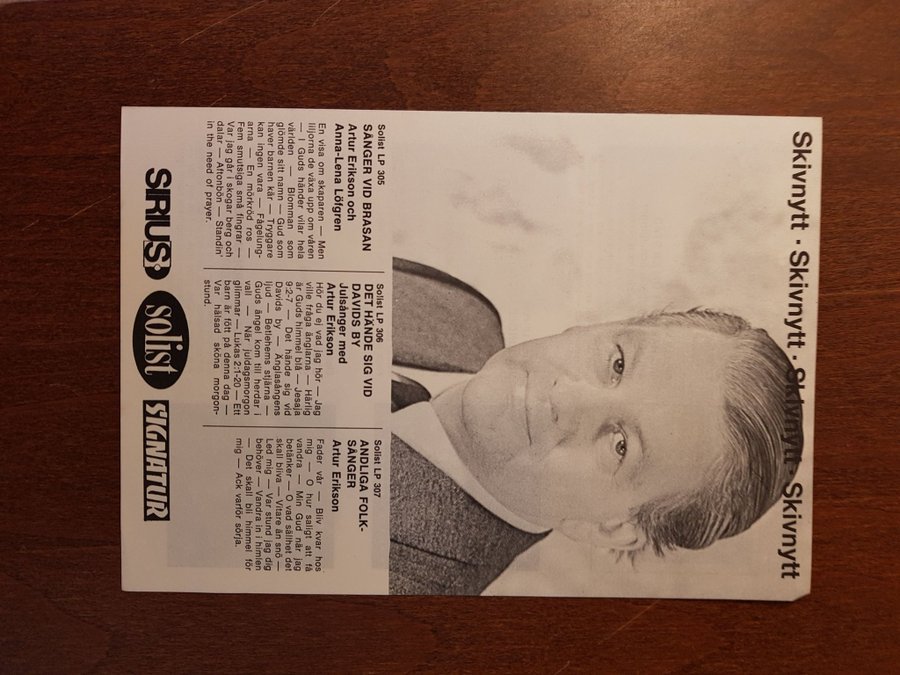 Skivnytt · Skivnytt · Skivnytt · Skivnytt
Solist LP 305
SÅNGER VID BRASAN
Artur Erikson och
Anna-Lena Löfgren
En visa om skaparen — Men
liljorna de växa upp om våren
— I Guds händer vilar hela
världen — Blomman som
glömde sitt namn — Gud som
haver barnen kär — Tryggare
kan ingen vara — Fågelung-
arna — En mörkröd ros —
Fem smutsiga små fingrar —
Var jag går i skogar berg och
dalar — Aftonbön — Standin'
in the need of prayer.
Solist LP 306
DET HÄNDE SIG VID
DAVIDS BY
Julsånger med
Artur Erikson
Hör du ej vad jag hör — Jag
ville fråga änglarna — Härlig
är Guds himmel blå — Jesaja
9:2-7 — Det hände sig vid
Davids by — Änglasångens
ljud — Betlehems stjärna —
Guds ängel kom till herdar i
vall — När juldagsmorgon
glimmar — Lukas 2:1-20 — Ett
barn är fött på denna dag —
Var hälsad sköna morgon-
stund.
Solist LP 307
ANDLIGA FOLK-
SÅNGER
Artur Erikson
Fader vår — Bliv kvar hos
mig — O hur saligt att få
vandra — Min Gud när jag
betänker — O vad sällhet det
skall bliva — Vitare än snö —
Led mig — Var stund jag dig
behöver — Vandra in i himlen
— Det skall bli himmel för
mig — Ack varför sörja.
SIRIUS
solist
SIGNATUR